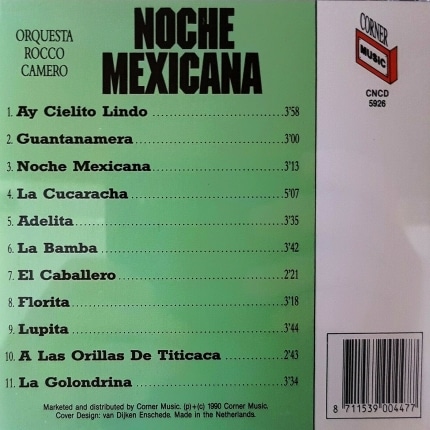 ORQUESTA
ROCCO
CAMERO
NOCHE
MEXICANA
CORNER
MUSIC
CNCD
5926
1. Ay Cielito Lindo ........ 3'58
2. Guantanamera ........ 3'00
3. Noche Mexicana ........ 3'13
4. La Cucaracha ........ 5'07
5. Adelita ........ 3'35
6. La Bamba ........ 3'42
7. El Caballero ........ 2'21
8. Florita ........ 3'18
9. Lupita ........ 3'44
10. A Las Orillas De Titicaca ........ 2'43
11. La Golondrina ........ 3'34
Marketed and distributed by Corner Music. (p)+(c) 1990 Corner Music.
Cover Design: van Dijken Enschede. Made in the Netherlands.
8 711539 004477